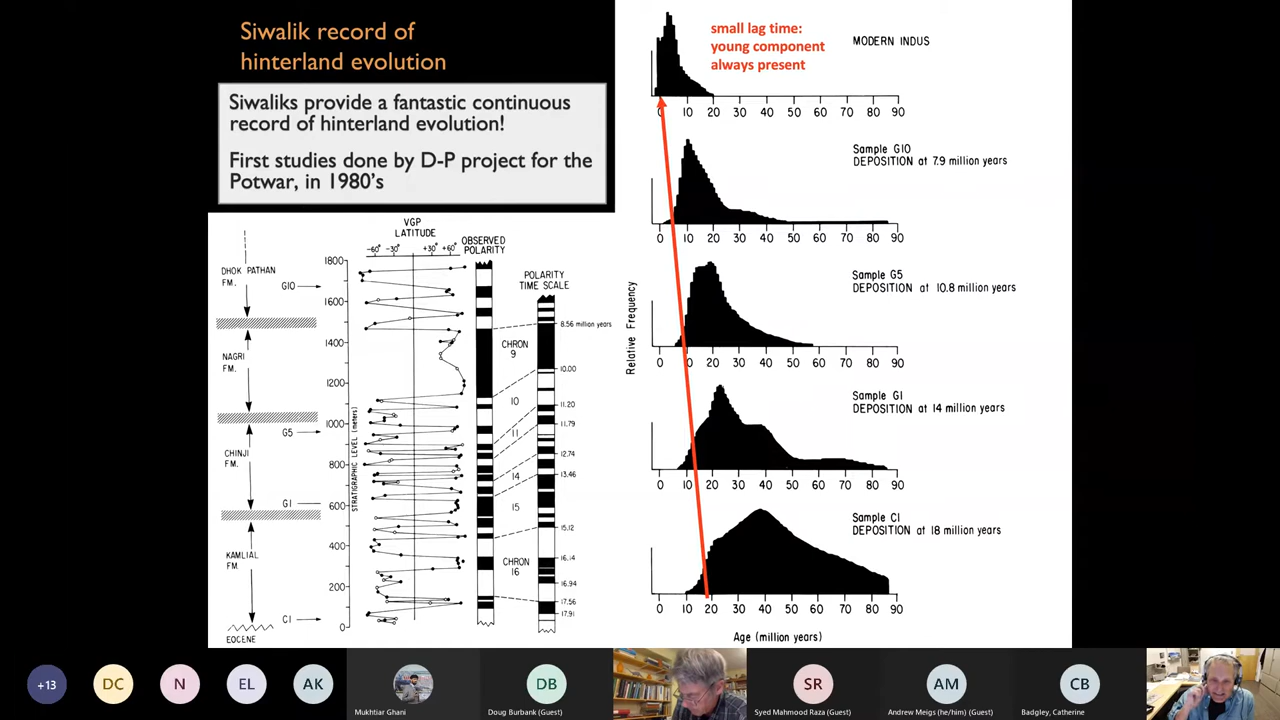 Siwalik record of
hinterland evolution
Siwaliks provide a fantastic continuous
record of hinterland evolution!
First studies done by D-P project for the
Potwar, in 1980's
small lag time:
young component
always present
MODERN INDUS
0 10 20 30 40 50 60 70 80 90
Sample G10
DEPOSITION at 7.9 million years
0 10 20 30 40 50 60 70 80 90
Sample G5
DEPOSITION at 10.8 million years
0 10 20 30 40 50 60 70 80 90
Sample G1
DEPOSITION at 14 million years
0 10 20 30 40 50 60 70 80 90
Sample C1
DEPOSITION at 18 million years
0 10 20 30 40 50 60 70 80 90
Relative Frequency
Age (million years)
VGP
LATITUDE
-60° -30° +30° +60°
OBSERVED
POLARITY
POLARITY
TIME SCALE
DHOK PATHAN
FM.
G10
NAGRI
FM.
G5
CHINJI
FM.
G1
KAMLIAL
FM.
C1
EOCENE
STRATIGRAPHIC LEVEL (meters)
1800
1600
1400
1200
1000
800
600
400
200
0
CHRON
9
10
11
14
15
CHRON
16
8.56 million years
10.00
11.20
11.79
12.74
13.46
15.12
16.14
16.94
17.56
17.91
+13
DC
N
EL
AK
Mukhtiar Ghani
DB
Doug Burbank (Guest)
SR
Syed Mahmood Raza (Guest)
AM
Andrew Meigs (he/him) (Guest)
CB
Badgley, Catherine